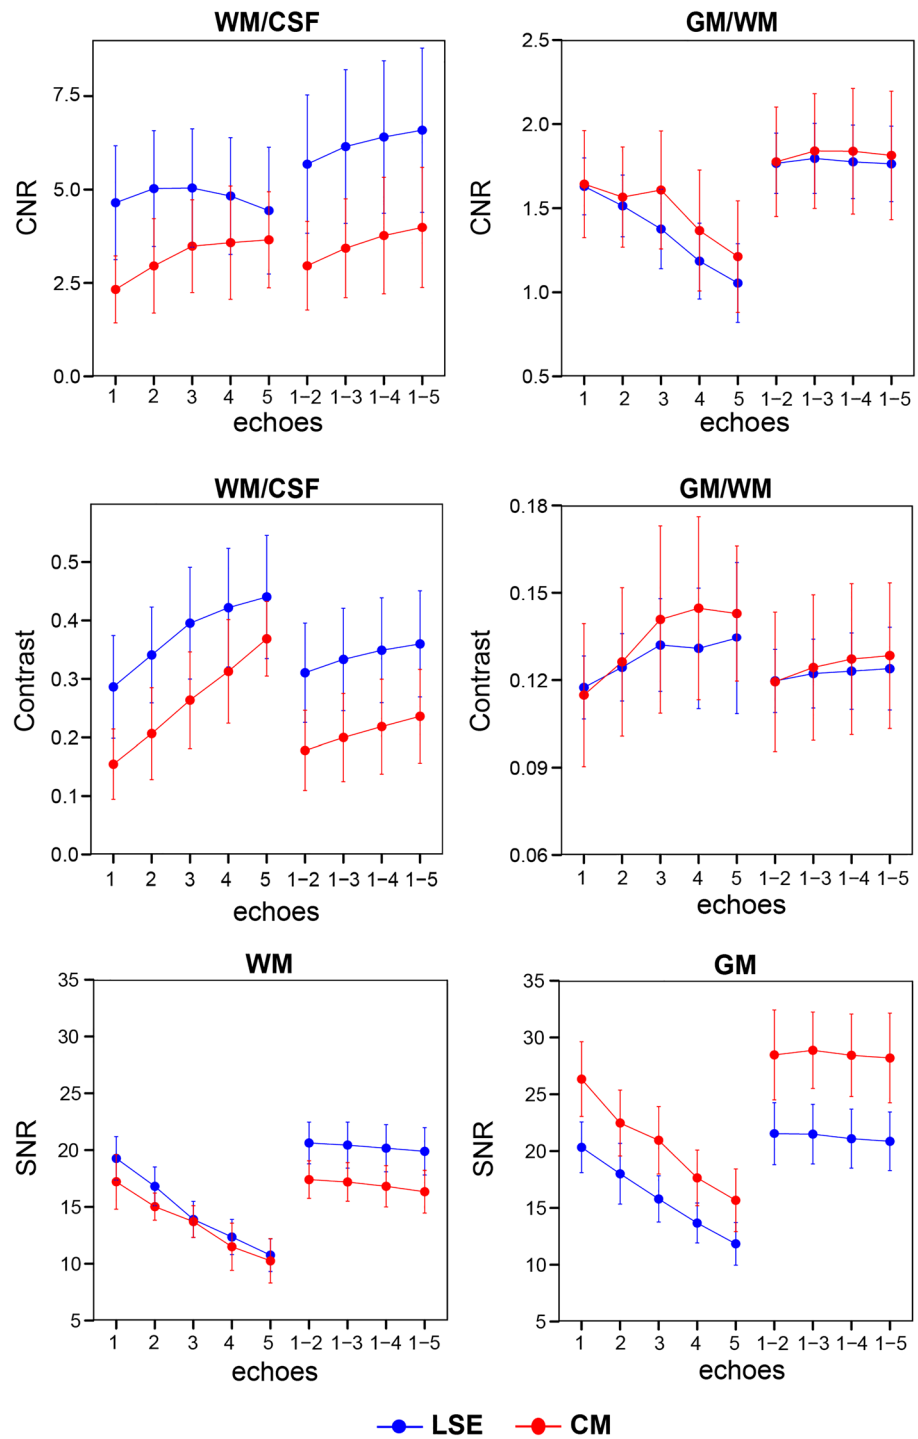 WM/CSF
CNR
7.5
5.0
2.5
0.0
1 2 3 4 5 1−2 1−3 1−4 1−5
echoes
GM/WM
CNR
2.5
2.0
1.5
1.0
0.5
1 2 3 4 5 1−2 1−3 1−4 1−5
echoes
WM/CSF
Contrast
0.5
0.4
0.3
0.2
0.1
0.0
1 2 3 4 5 1−2 1−3 1−4 1−5
echoes
GM/WM
Contrast
0.18
0.15
0.12
0.09
0.06
1 2 3 4 5 1−2 1−3 1−4 1−5
echoes
WM
SNR
35
30
25
20
15
10
5
1 2 3 4 5 1−2 1−3 1−4 1−5
echoes
GM
SNR
35
30
25
20
15
10
5
1 2 3 4 5 1−2 1−3 1−4 1−5
echoes
LSE CM